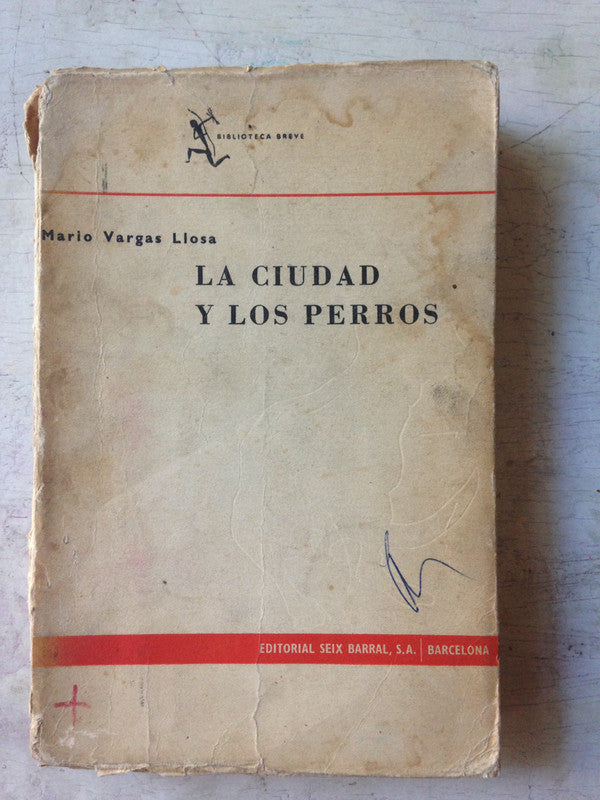 BIBLIOTECA BREVE
Mario Vargas Llosa
LA CIUDAD
Y LOS PERROS
EDITORIAL SEIX BARRAL, S.A. | BARCELONA